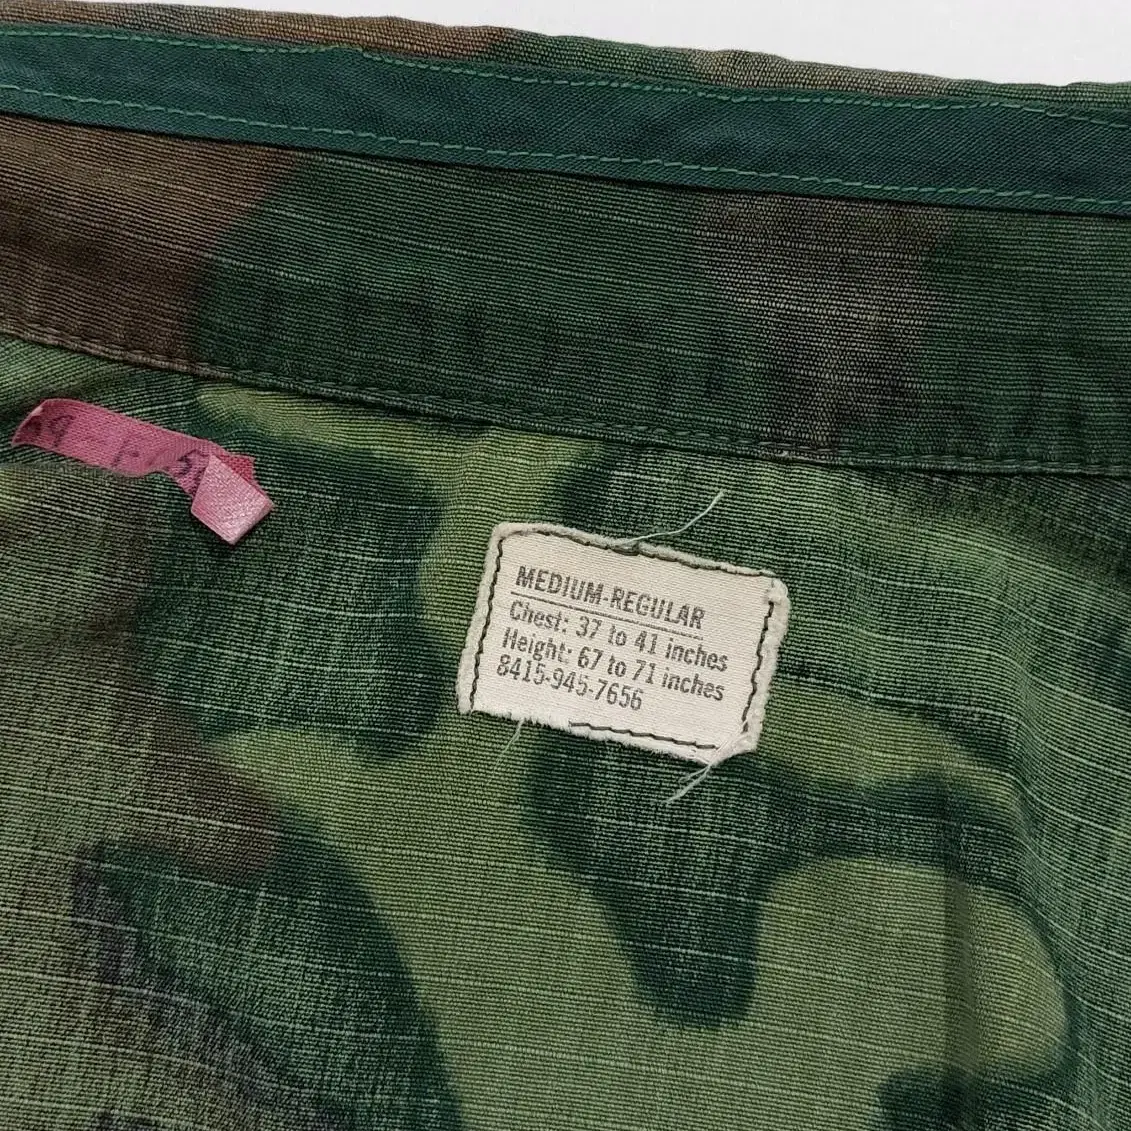 MEDIUM-REGULAR
Chest: 37 to 41 inches
Height: 67 to 71 inches
8415-945-7656